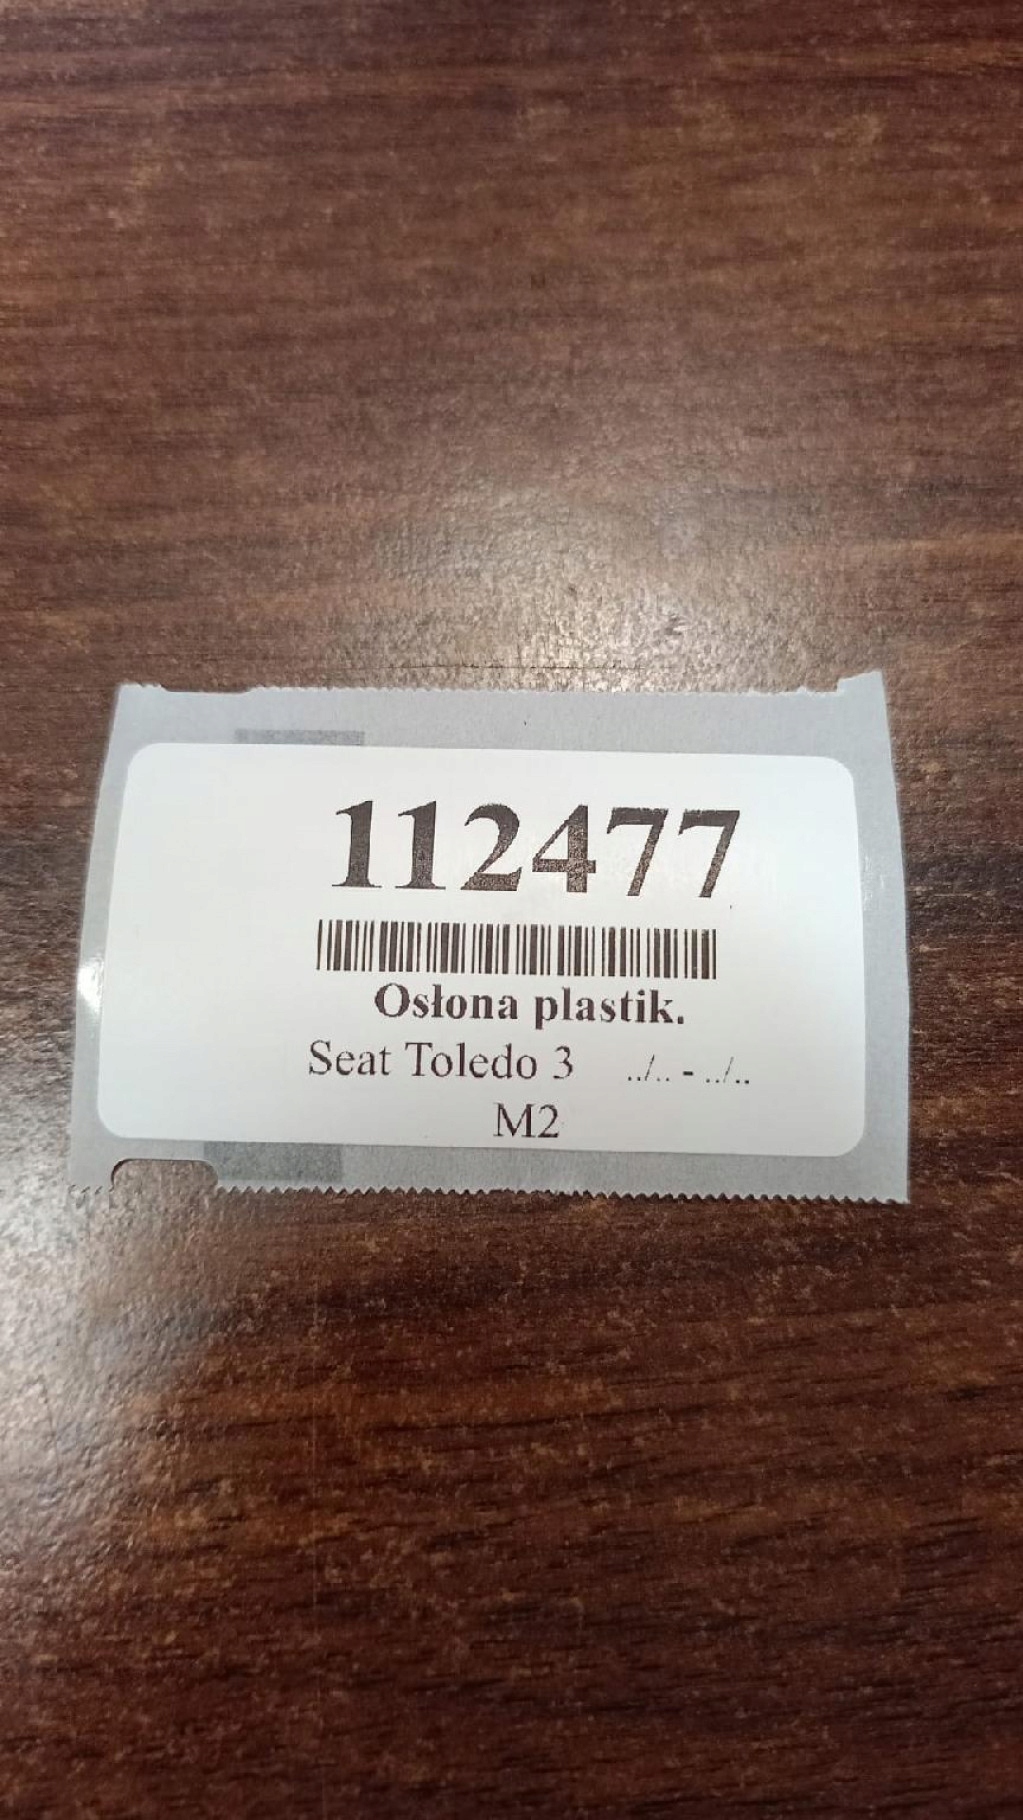 112477
Osłona plastik.
Seat Toledo 3 ../.. - ../..
M2